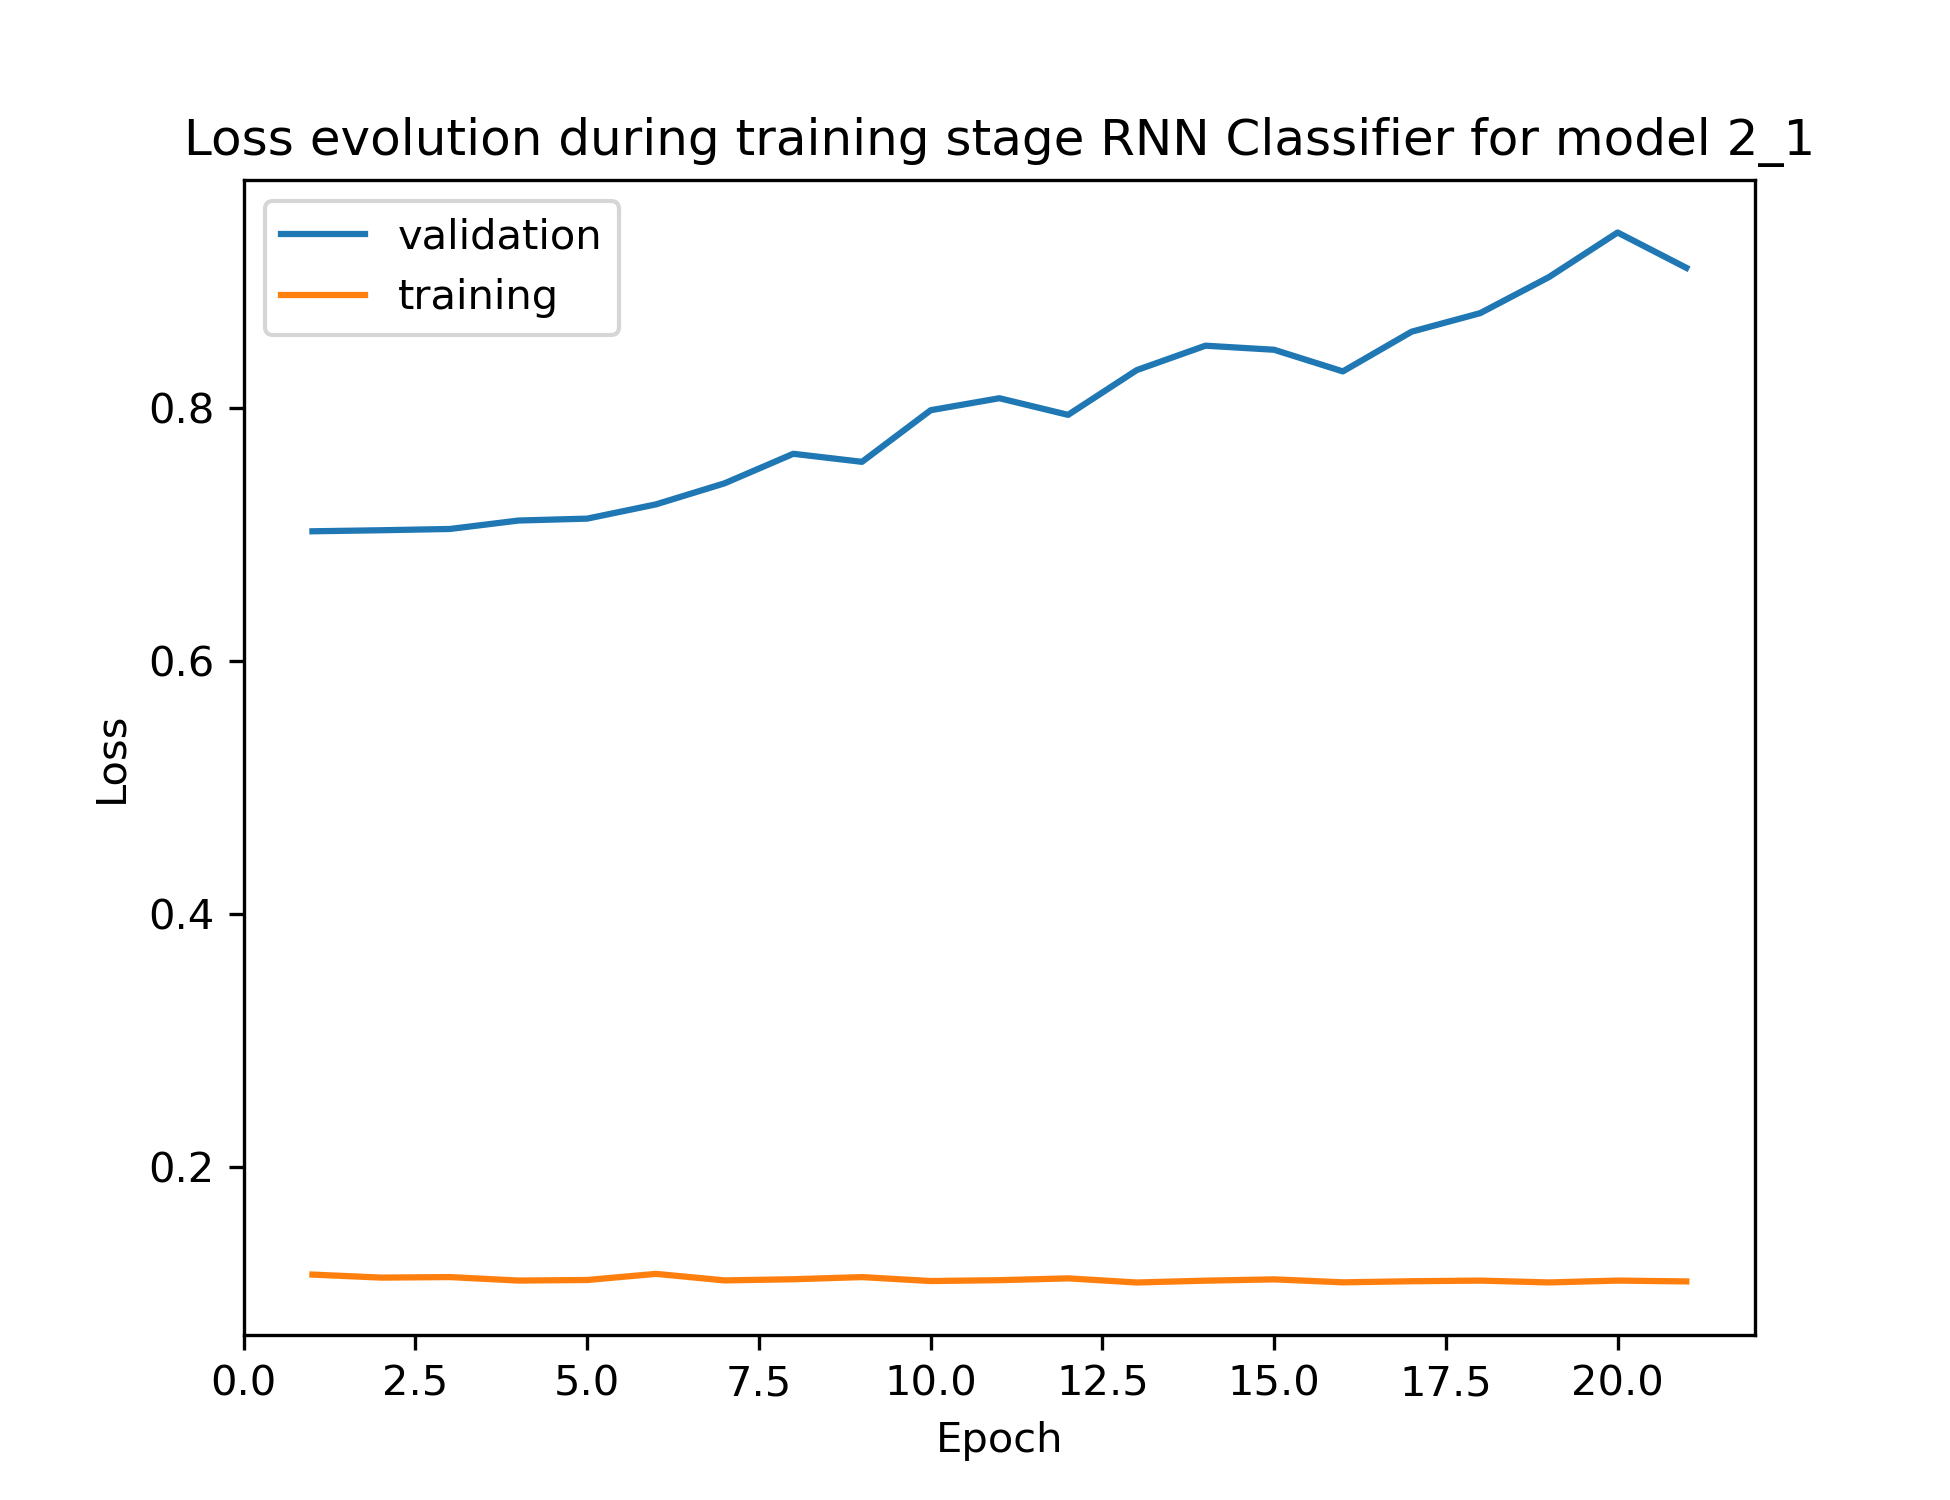 Loss evolution during training stage RNN Classifier for model 2_1
validation
training
0.8
0.6
0.4
0.2
Loss
0.0 2.5 5.0 7.5 10.0 12.5 15.0 17.5 20.0
Epoch